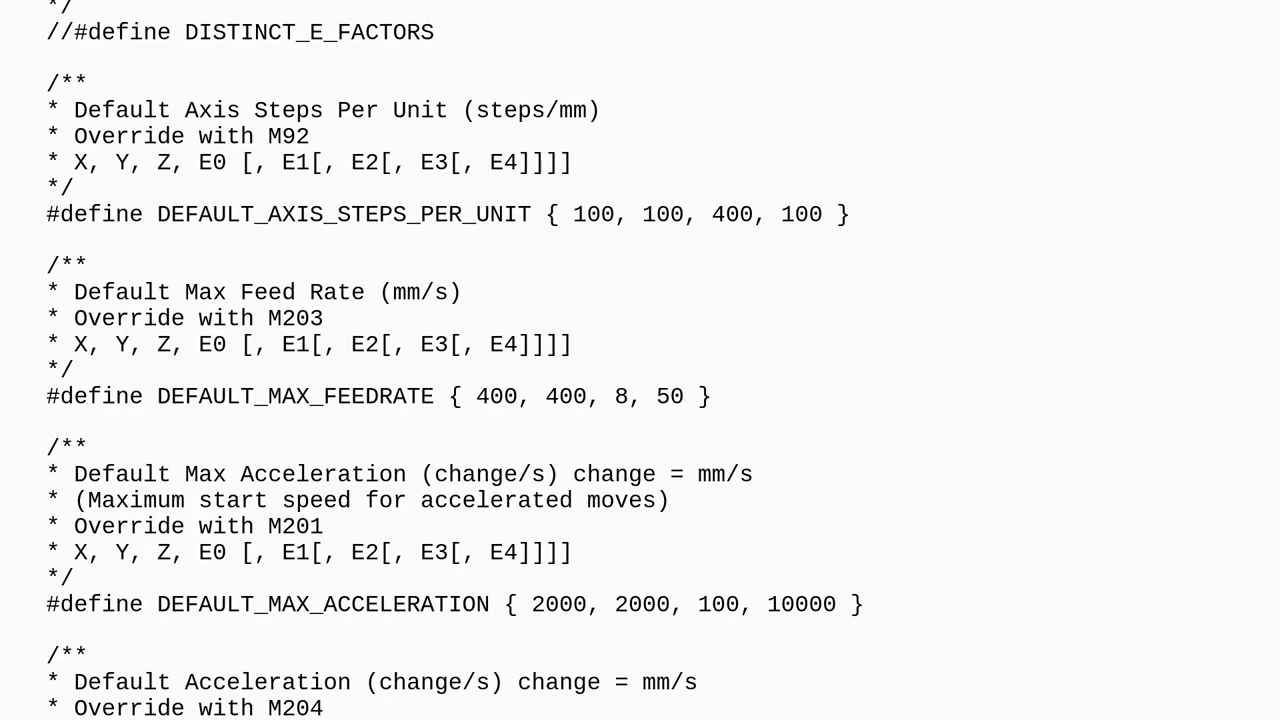 */
//#define DISTINCT_E_FACTORS
/**
* Default Axis Steps Per Unit (steps/mm)
* Override with M92
* X, Y, Z, E0 [, E1[, E2[, E3[, E4]]]]
*/
#define DEFAULT_AXIS_STEPS_PER_UNIT { 100, 100, 400, 100 }
/**
* Default Max Feed Rate (mm/s)
* Override with M203
* X, Y, Z, E0 [, E1[, E2[, E3[, E4]]]]
*/
#define DEFAULT_MAX_FEEDRATE { 400, 400, 8, 50 }
/**
* Default Max Acceleration (change/s) change = mm/s
* (Maximum start speed for accelerated moves)
* Override with M201
* X, Y, Z, E0 [, E1[, E2[, E3[, E4]]]]
*/
#define DEFAULT_MAX_ACCELERATION { 2000, 2000, 100, 10000 }
/**
* Default Acceleration (change/s) change = mm/s
* Override with M204